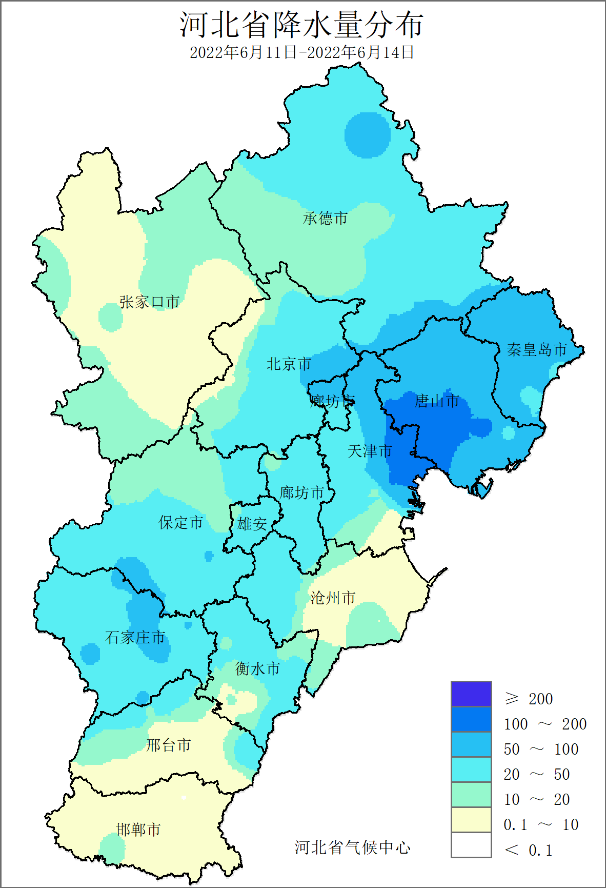 河北省降水量分布
2022年6月11日-2022年6月14日
承德市
张家口市
秦皇岛市
北京市
廊坊市
唐山市
天津市
廊坊市
保定市
雄安
沧州市
石家庄市
衡水市
邢台市
邯郸市
≥ 200
100 ~ 200
50 ~ 100
20 ~ 50
10 ~ 20
0.1 ~ 10
< 0.1
河北省气候中心